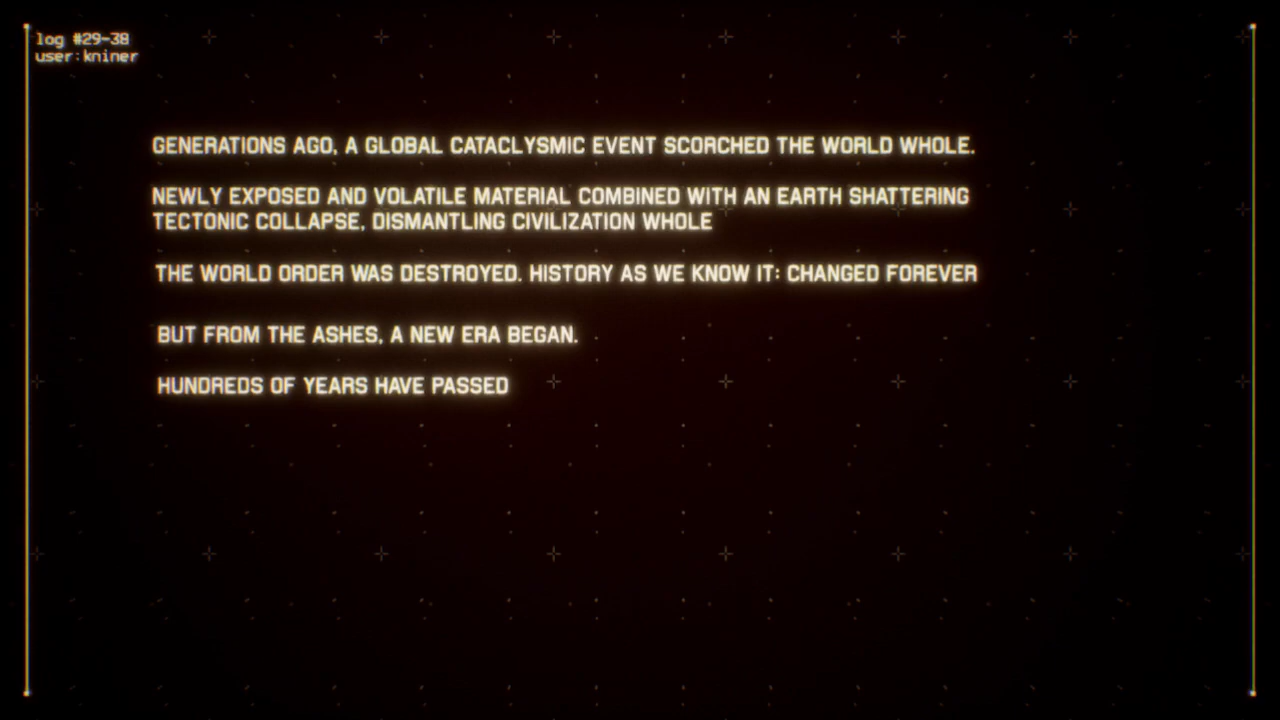 log #29-38
user:kniner
GENERATIONS AGO, A GLOBAL CATACLYSMIC EVENT SCORCHED THE WORLD WHOLE.
NEWLY EXPOSED AND VOLATILE MATERIAL COMBINED WITH AN EARTH SHATTERING
TECTONIC COLLAPSE, DISMANTLING CIVILIZATION WHOLE
THE WORLD ORDER WAS DESTROYED. HISTORY AS WE KNOW IT: CHANGED FOREVER
BUT FROM THE ASHES, A NEW ERA BEGAN.
HUNDREDS OF YEARS HAVE PASSED